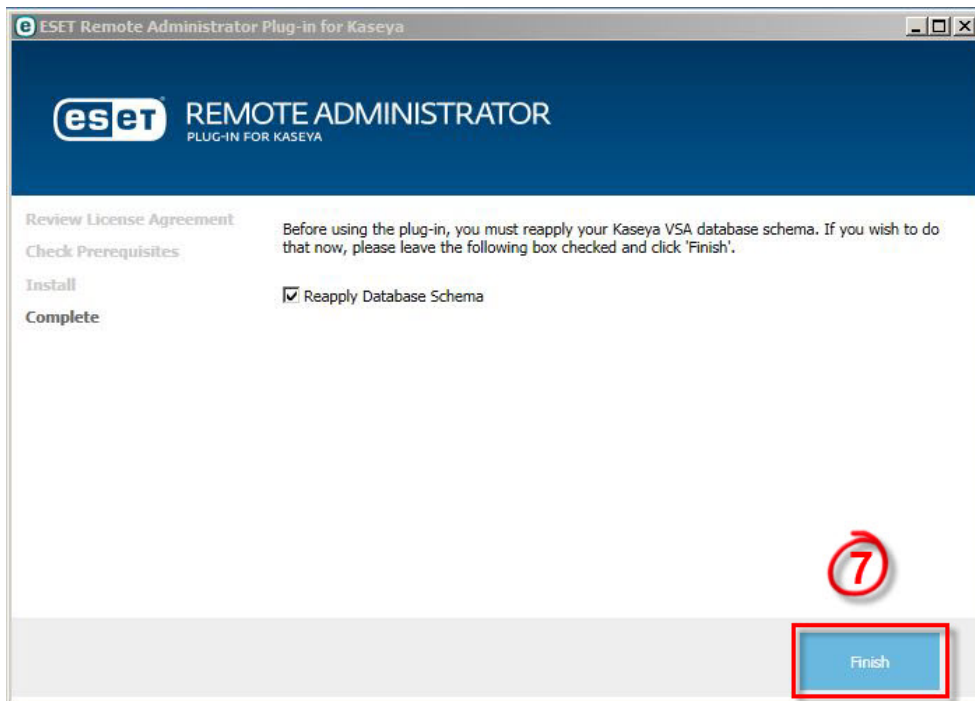 ESET Remote Administrator Plug-in for Kaseya
eset REMOTE ADMINISTRATOR
PLUG-IN FOR KASEYA
Review License Agreement
Check Prerequisites
Install
Complete
Before using the plug-in, you must reapply your Kaseya VSA database schema. If you wish to do
that now, please leave the following box checked and click 'Finish'.
Reapply Database Schema
7
Finish